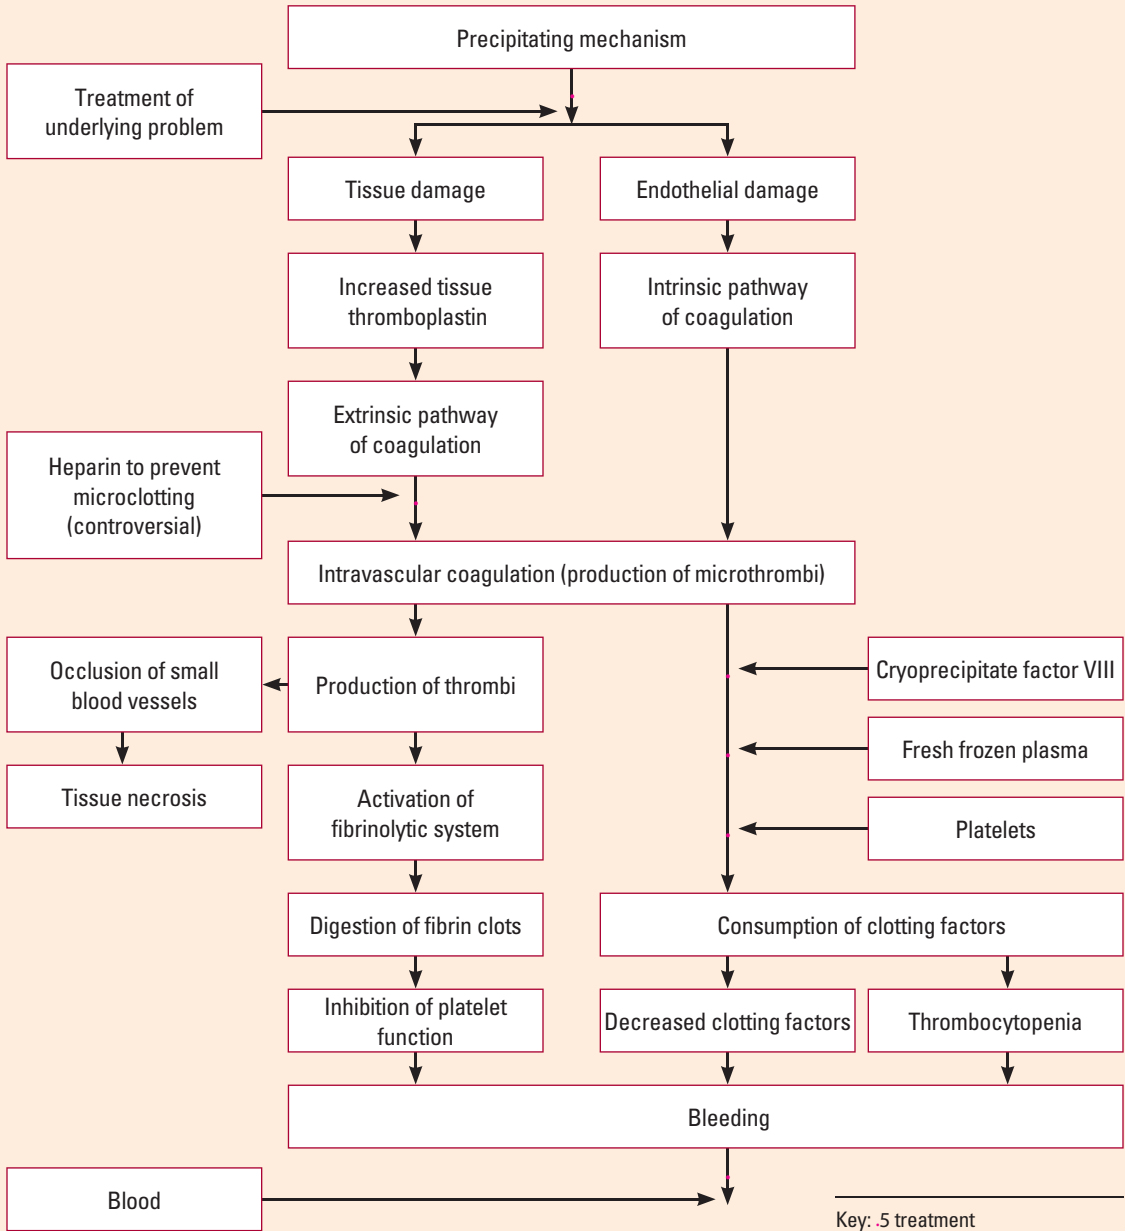 Precipitating mechanism
Treatment of
underlying problem
Tissue damage
Endothelial damage
Increased tissue
thromboplastin
Intrinsic pathway
of coagulation
Extrinsic pathway
of coagulation
Heparin to prevent
microclotting
(controversial)
Intravascular coagulation (production of microthrombi)
Occlusion of small
blood vessels
Production of thrombi
Cryoprecipitate factor VIII
Fresh frozen plasma
Tissue necrosis
Activation of
fibrinolytic system
Platelets
Digestion of fibrin clots
Consumption of clotting factors
Inhibition of platelet
function
Decreased clotting factors
Thrombocytopenia
Bleeding
Blood
Key: .5 treatment